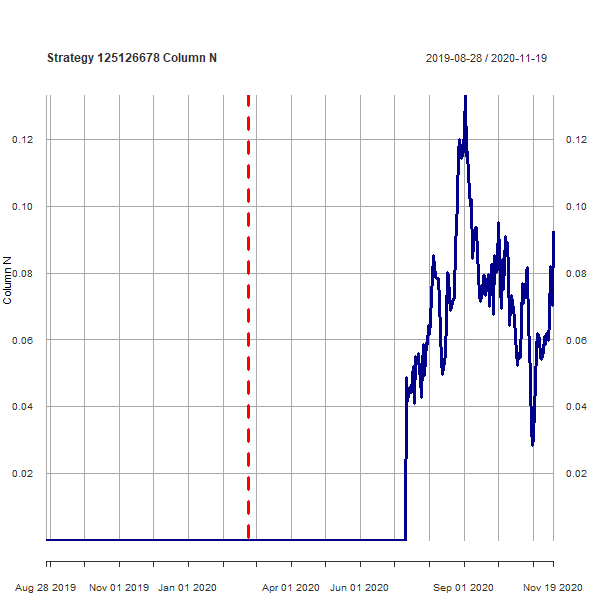 Strategy 125126678 Column N
2019-08-28 / 2020-11-19
0.12
0.10
0.08
0.06
0.04
0.02
0.12
0.10
0.08
0.06
0.04
0.02
Column N
Aug 28 2019
Nov 01 2019
Jan 01 2020
Apr 01 2020
Jun 01 2020
Sep 01 2020
Nov 19 2020